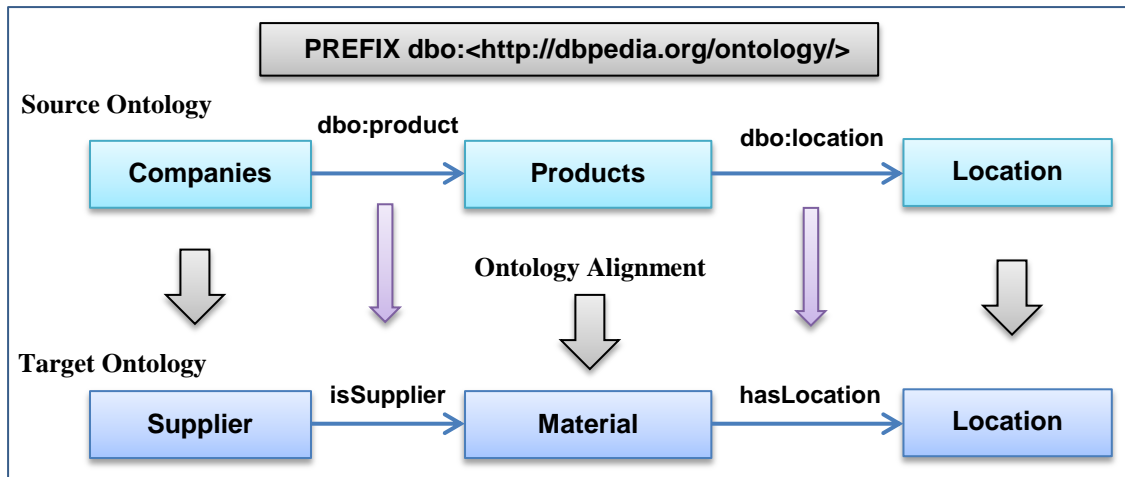 PREFIX dbo:<http://dbpedia.org/ontology/>
Source Ontology
dbo:product
dbo:location
Companies
Products
Location
Ontology Alignment
Target Ontology
isSupplier
hasLocation
Supplier
Material
Location